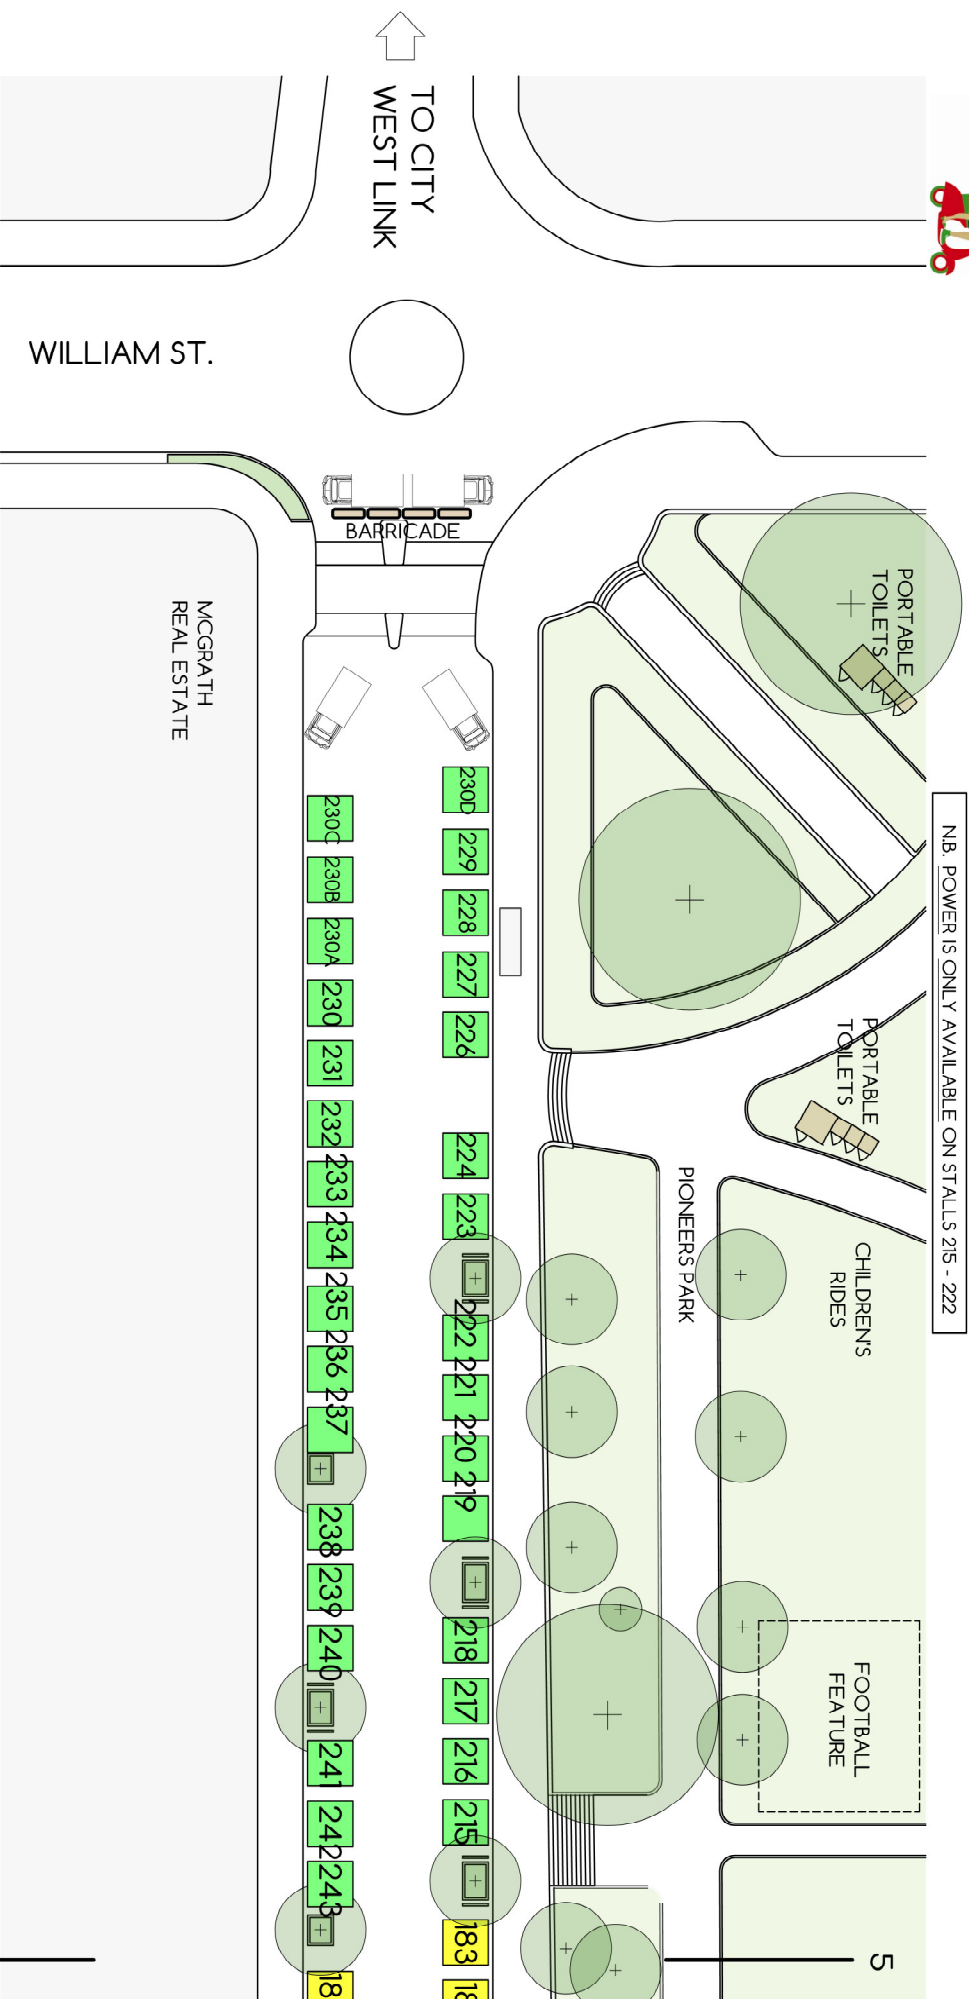 TO CITY
WEST LINK
WILLIAM ST.
BARRICADE
PORTABLE
TOILETS
MCGRATH
REAL ESTATE
N.B. POWER IS ONLY AVAILABLE ON STALLS 215 - 222
230D
230C
229
230B
228
230A
227
230
226
231
PORTABLE
TOILETS
232
224
233
223
PIONEERS PARK
234
CHILDREN'S
RIDES
235
222
236
221
237
220
219
238
239
218
240
217
FOOTBALL
FEATURE
241
216
242
215
243
183
5
18
18